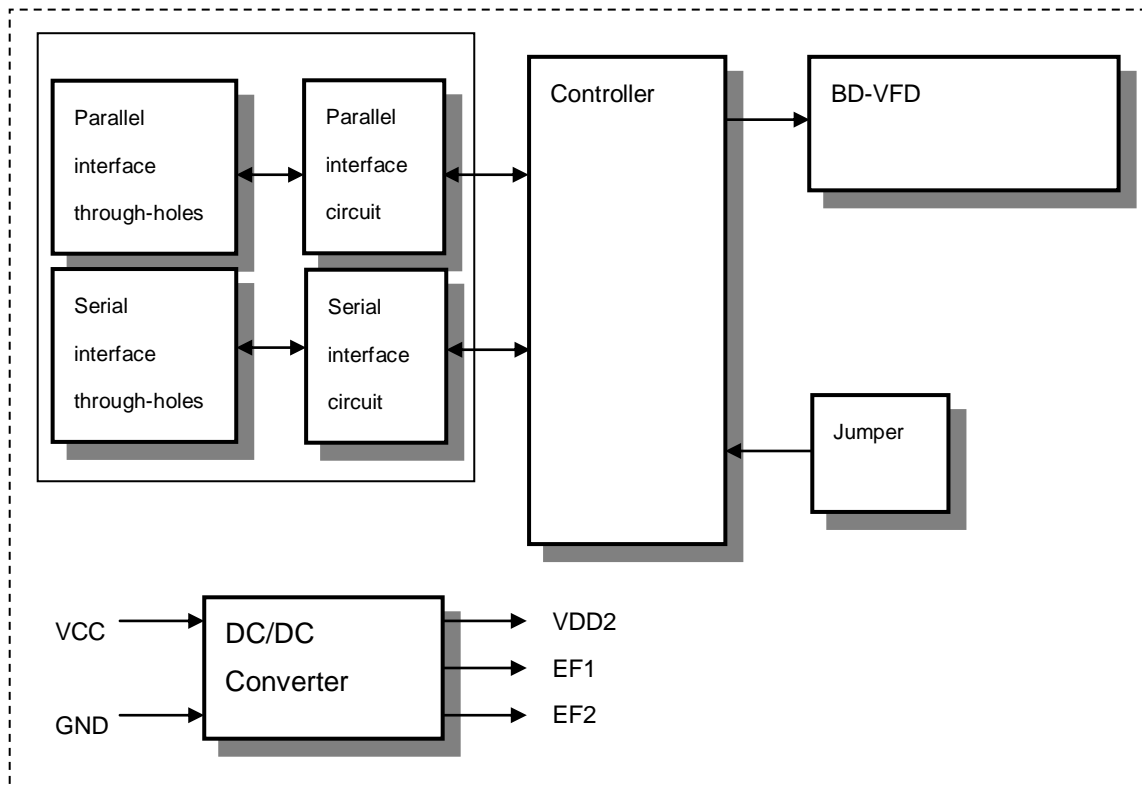 Parallel
interface
through-holes
Parallel
interface
circuit
Controller
BD-VFD
Serial
interface
through-holes
Serial
interface
circuit
Jumper
VCC
GND
DC/DC
Converter
VDD2
EF1
EF2